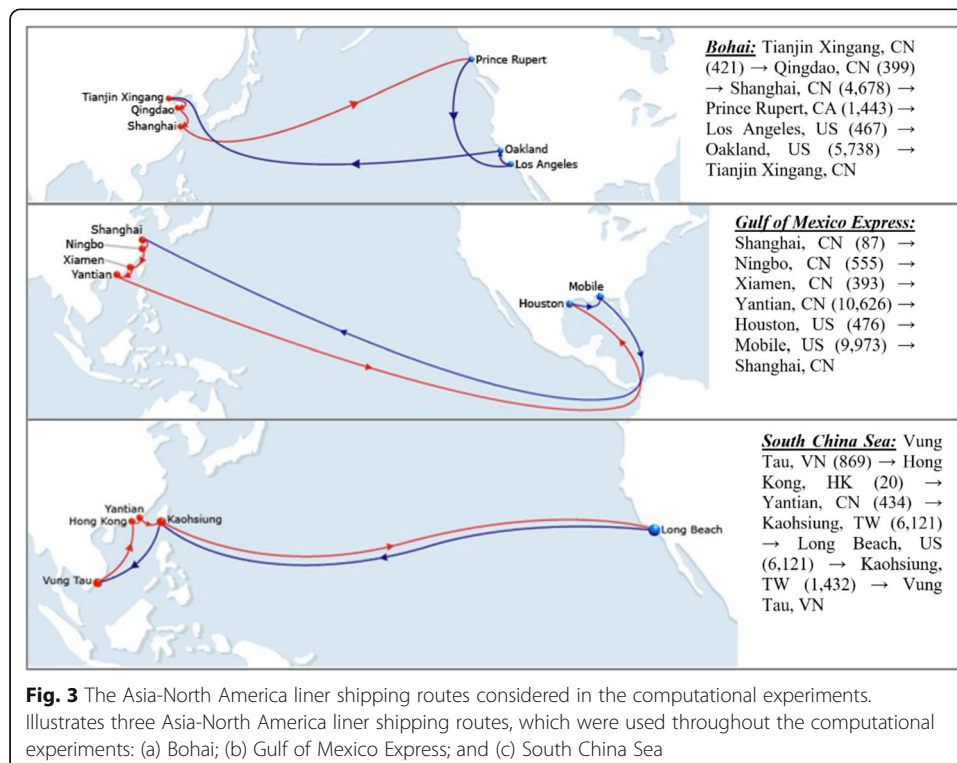 Prince Rupert
Tianjin Xingang
Qingdao
Shanghai
Oakland
Los Angeles
Bohai: Tianjin Xingang, CN
(421) → Qingdao, CN (399)
→ Shanghai, CN (4,678) →
Prince Rupert, CA (1,443) →
Los Angeles, US (467) →
Oakland, US (5,738) →
Tianjin Xingang, CN
Shanghai
Ningbo
Xiamen
Yantian
Mobile
Houston
Gulf of Mexico Express:
Shanghai, CN (87) →
Ningbo, CN (555) →
Xiamen, CN (393) →
Yantian, CN (10,626) →
Houston, US (476) →
Mobile, US (9,973) →
Shanghai, CN
Yantian
Hong Kong
Kaohsiung
Long Beach
Vung Tau
South China Sea: Vung
Tau, VN (869) → Hong
Kong, HK (20) →
Yantian, CN (434) →
Kaohsiung, TW (6,121)
→ Long Beach, US
(6,121) → Kaohsiung,
TW (1,432) → Vung
Tau, VN
Fig. 3 The Asia-North America liner shipping routes considered in the computational experiments.
Illustrates three Asia-North America liner shipping routes, which were used throughout the computational
experiments: (a) Bohai; (b) Gulf of Mexico Express; and (c) South China Sea